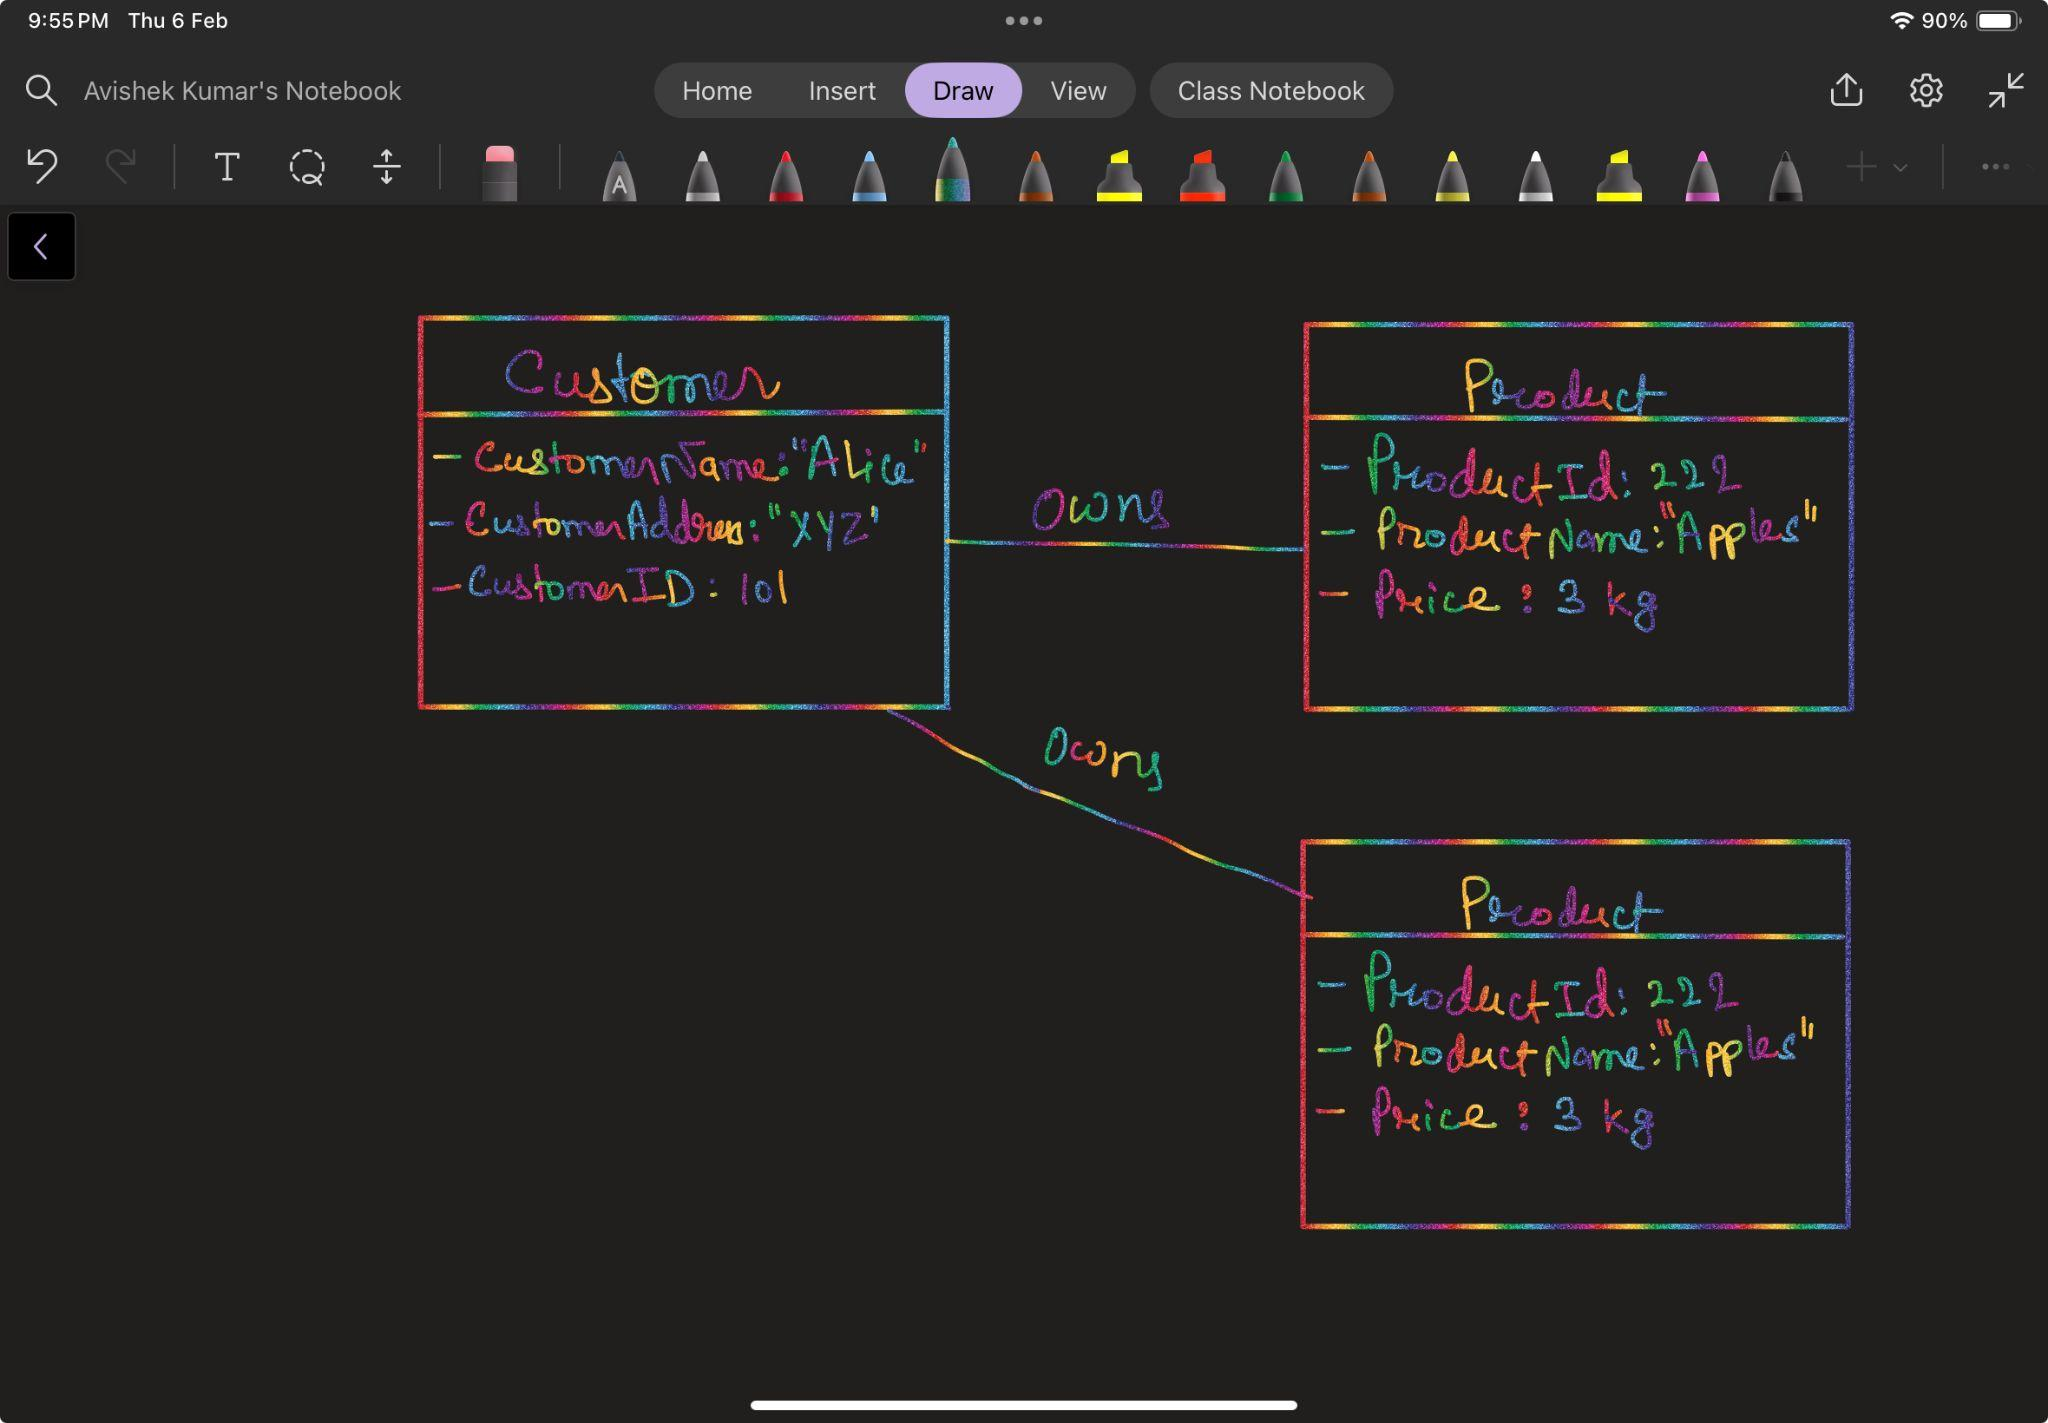 9:55 PM Thu 6 Feb
90%
Avishek Kumar's Notebook
Home Insert Draw View Class Notebook
T
A
Customer
- CustomerName: "Alice"
- CustomerAddress: "XYZ"
- CustomerID: 101
Owns
Product
- ProductId: 222
- ProductName: "Apples"
- Price : 3 kg
Owns
Product
- ProductId: 222
- ProductName: "Apples"
- Price : 3 kg